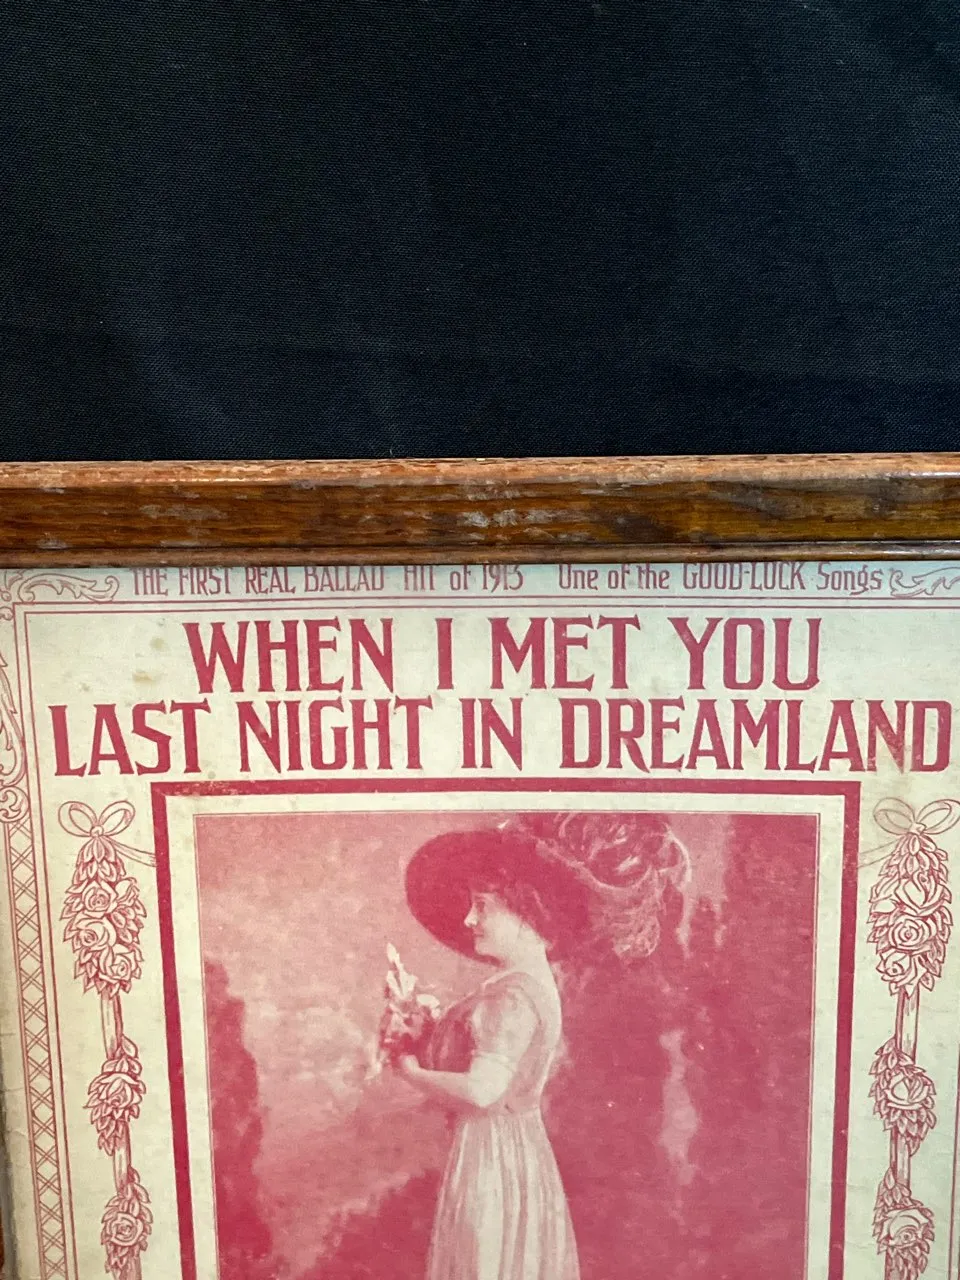 THE FIRST REAL BALLAD HIT of 1913 One of the GOOD-LUCK Songs
WHEN I MET YOU
LAST NIGHT IN DREAMLAND